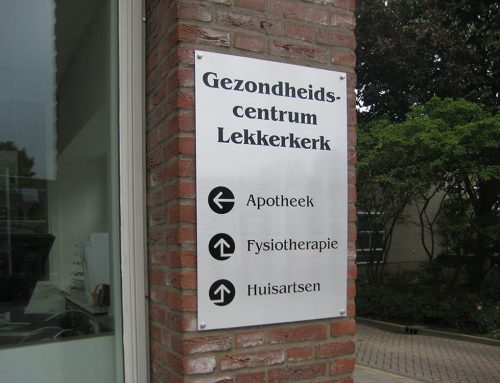 Gezondheids-
centrum
Lekkerkerk
Apotheek
Fysiotherapie
Huisartsen